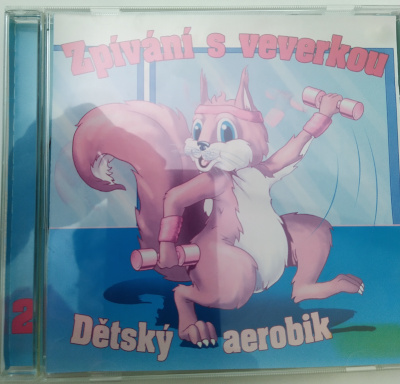 Zpívání s veverkou
2
Dětský aerobik